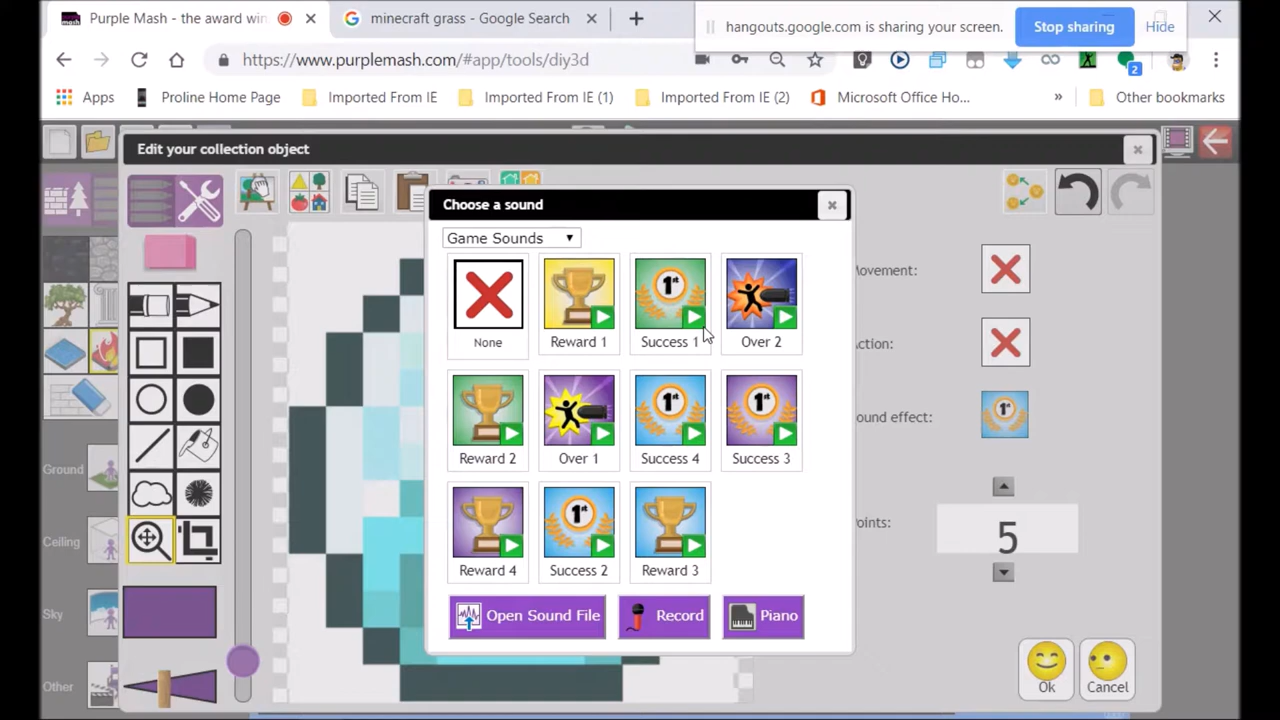 Purple Mash - the award win
minecraft grass - Google Search
hangouts.google.com is sharing your screen.
Stop sharing
Hide
https://www.purplemash.com/#app/tools/diy3d
2
Apps
Proline Home Page
Imported From IE
Imported From IE (1)
Imported From IE (2)
Microsoft Office Ho...
»
Other bookmarks
Edit your collection object
Choose a sound
Game Sounds
None
Reward 1
Success 1
Over 2
Reward 2
Over 1
Success 4
Success 3
Reward 4
Success 2
Reward 3
Open Sound File
Record
Piano
Movement:
Action:
ound effect:
Points:
5
Ground
Ceiling
Sky
Other
Ok
Cancel